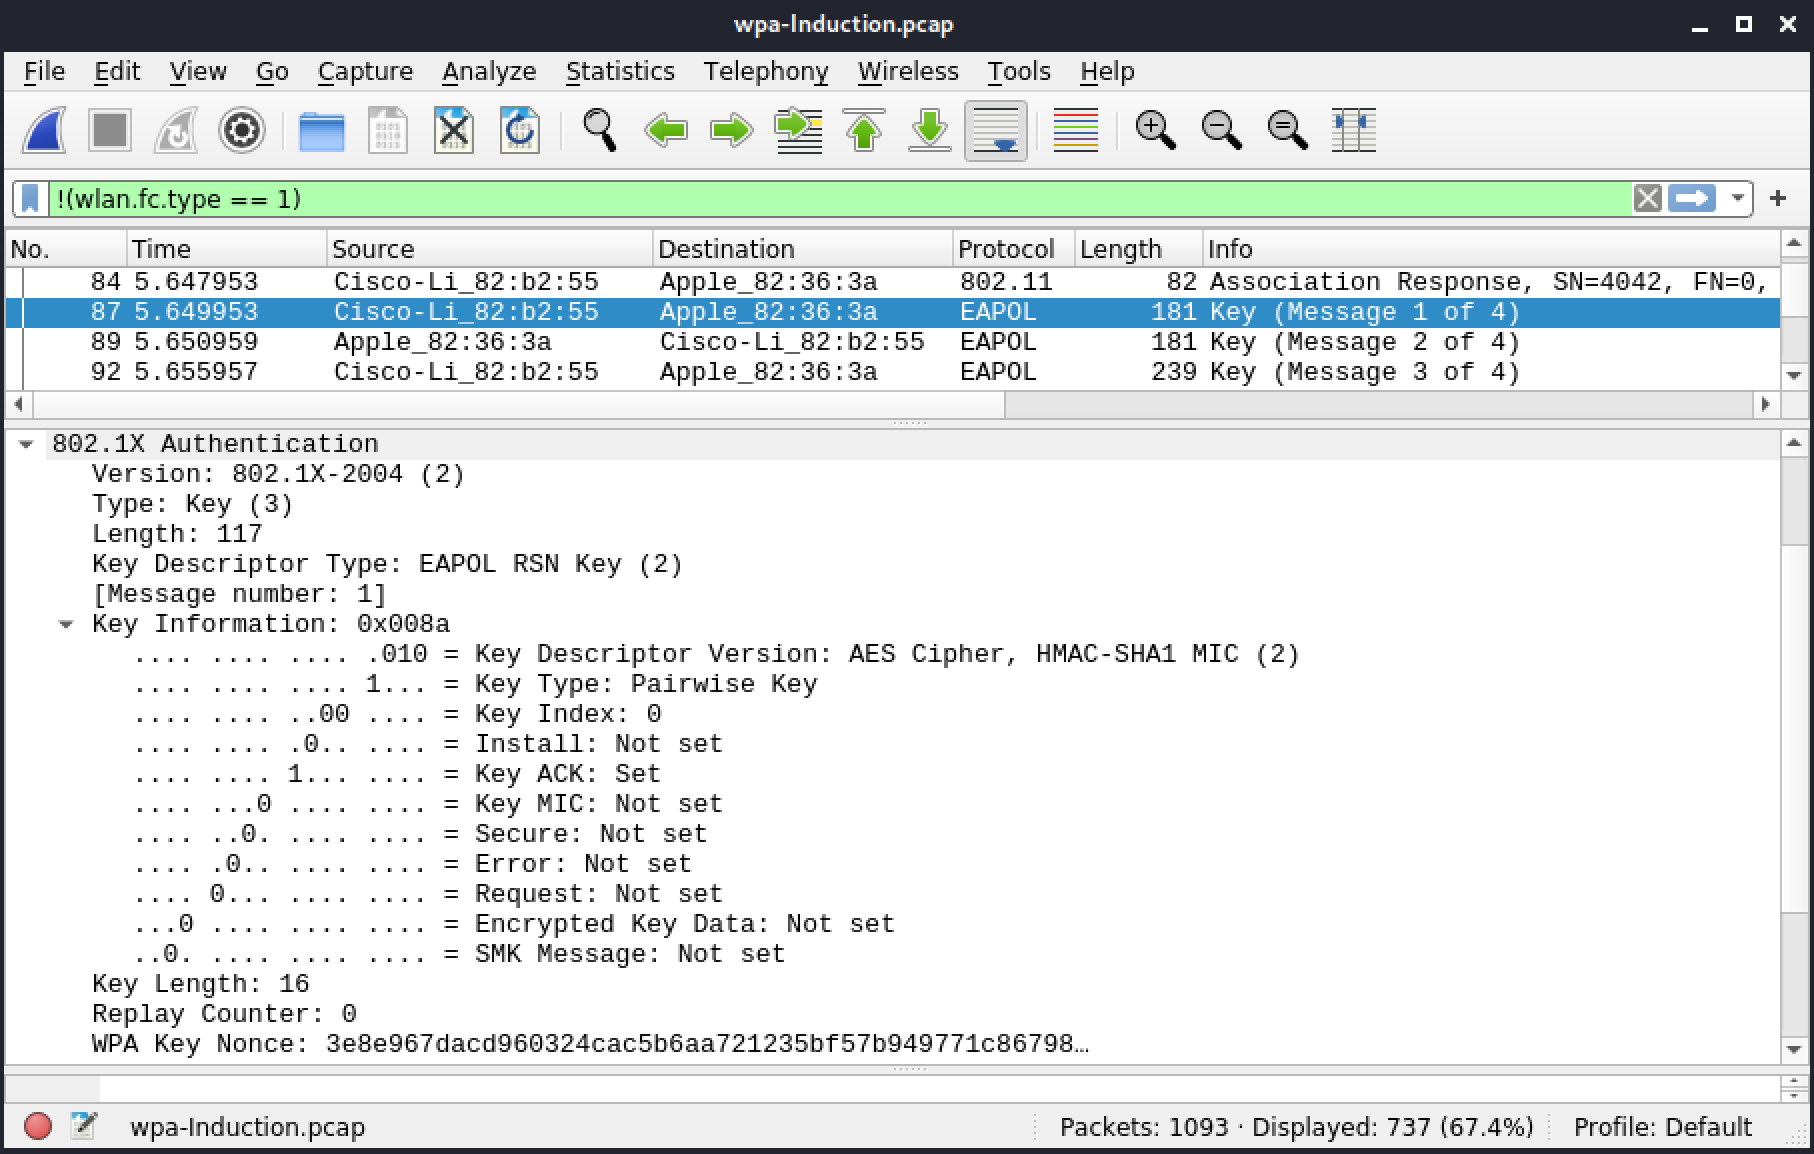 wpa-Induction.pcap
File Edit View Go Capture Analyze Statistics Telephony Wireless Tools Help
!(wlan.fc.type == 1)
No. Time Source Destination Protocol Length Info
84 5.647953 Cisco-Li_82:b2:55 Apple_82:36:3a 802.11 82 Association Response, SN=4042, FN=0,
87 5.649953 Cisco-Li_82:b2:55 Apple_82:36:3a EAPOL 181 Key (Message 1 of 4)
89 5.650959 Apple_82:36:3a Cisco-Li_82:b2:55 EAPOL 181 Key (Message 2 of 4)
92 5.655957 Cisco-Li_82:b2:55 Apple_82:36:3a EAPOL 239 Key (Message 3 of 4)
802.1X Authentication
Version: 802.1X-2004 (2)
Type: Key (3)
Length: 117
Key Descriptor Type: EAPOL RSN Key (2)
[Message number: 1]
Key Information: 0x008a
.... .... .... .010 = Key Descriptor Version: AES Cipher, HMAC-SHA1 MIC (2)
.... .... .... 1... = Key Type: Pairwise Key
.... .... ..00 .... = Key Index: 0
.... .... .0.. .... = Install: Not set
.... .... 1... .... = Key ACK: Set
.... ...0 .... .... = Key MIC: Not set
.... ..0. .... .... = Secure: Not set
.... .0.. .... .... = Error: Not set
.... 0... .... .... = Request: Not set
...0 .... .... .... = Encrypted Key Data: Not set
..0. .... .... .... = SMK Message: Not set
Key Length: 16
Replay Counter: 0
WPA Key Nonce: 3e8e967dacd960324cac5b6aa721235bf57b949771c86798…
wpa-Induction.pcap Packets: 1093 · Displayed: 737 (67.4%) Profile: Default